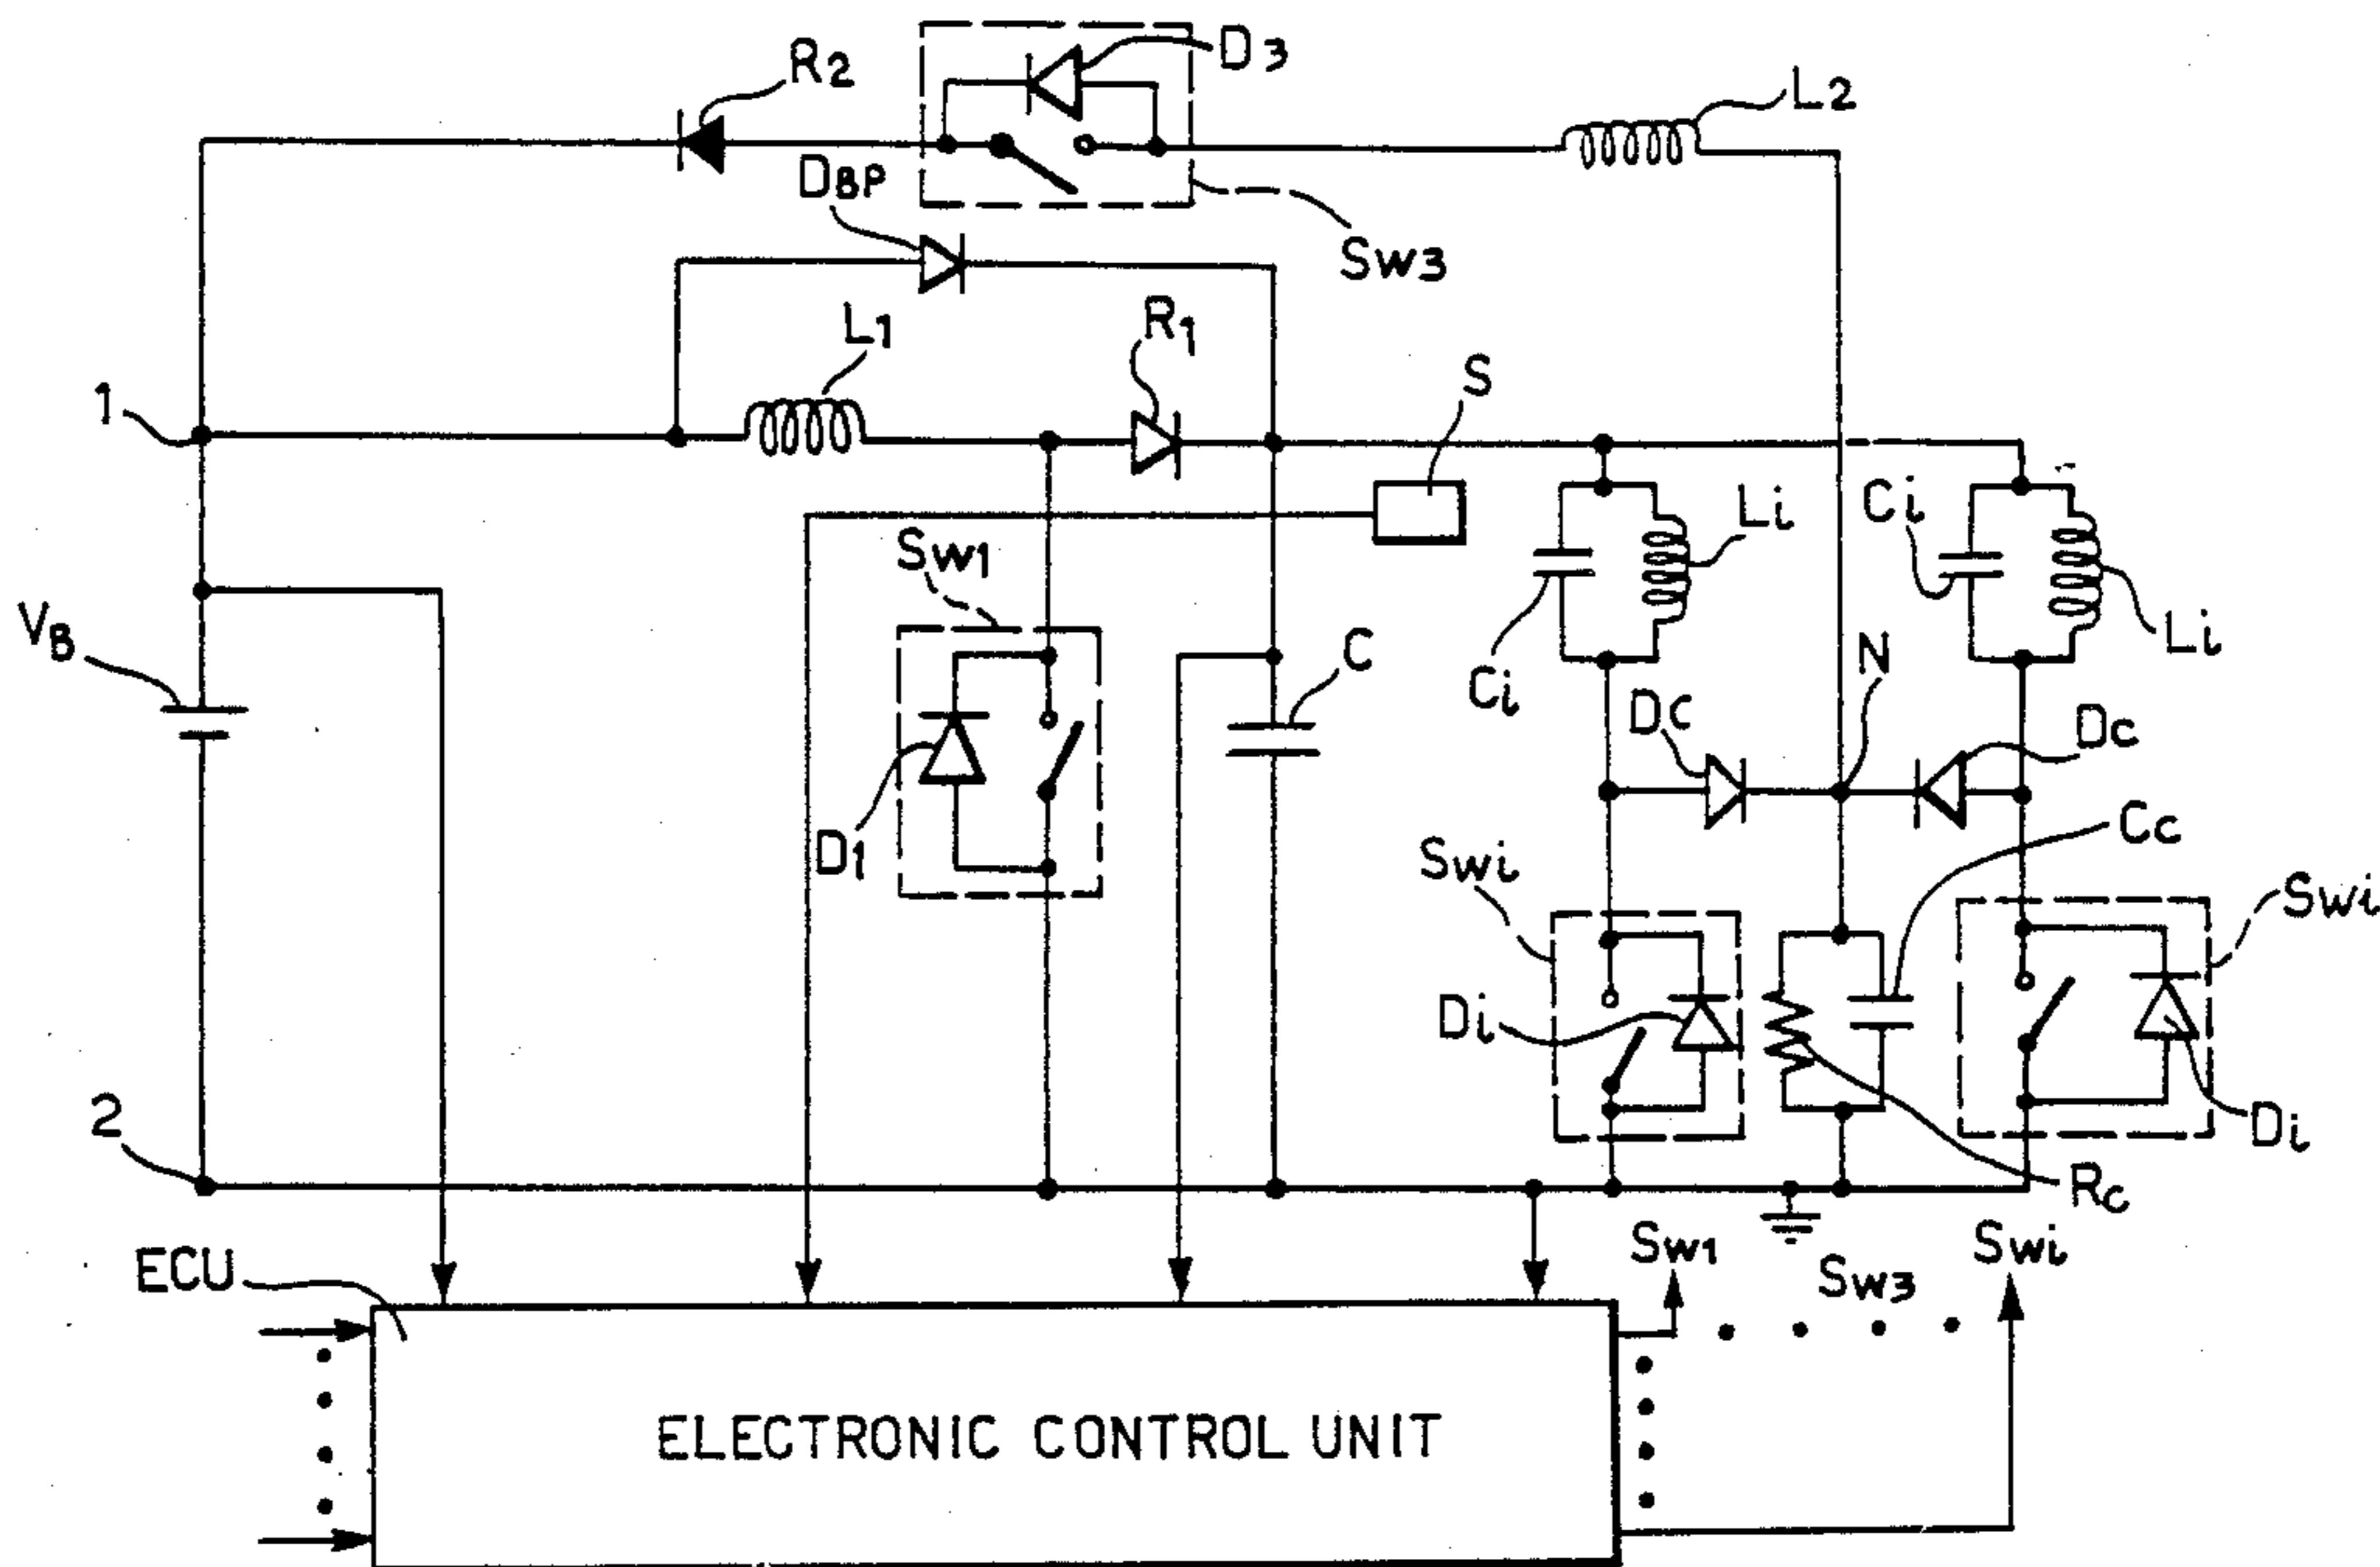 R2
D3
L2
DBP
Sw3
L1
R1
1
S
Sw1
Li
Ci
VB
C
Ci
N
Li
Dc
Dc
D1
Swi
Cc
Swi
Di
2
Di
Rc
ECU
Sw1
Sw3
Swi
ELECTRONIC CONTROL UNIT